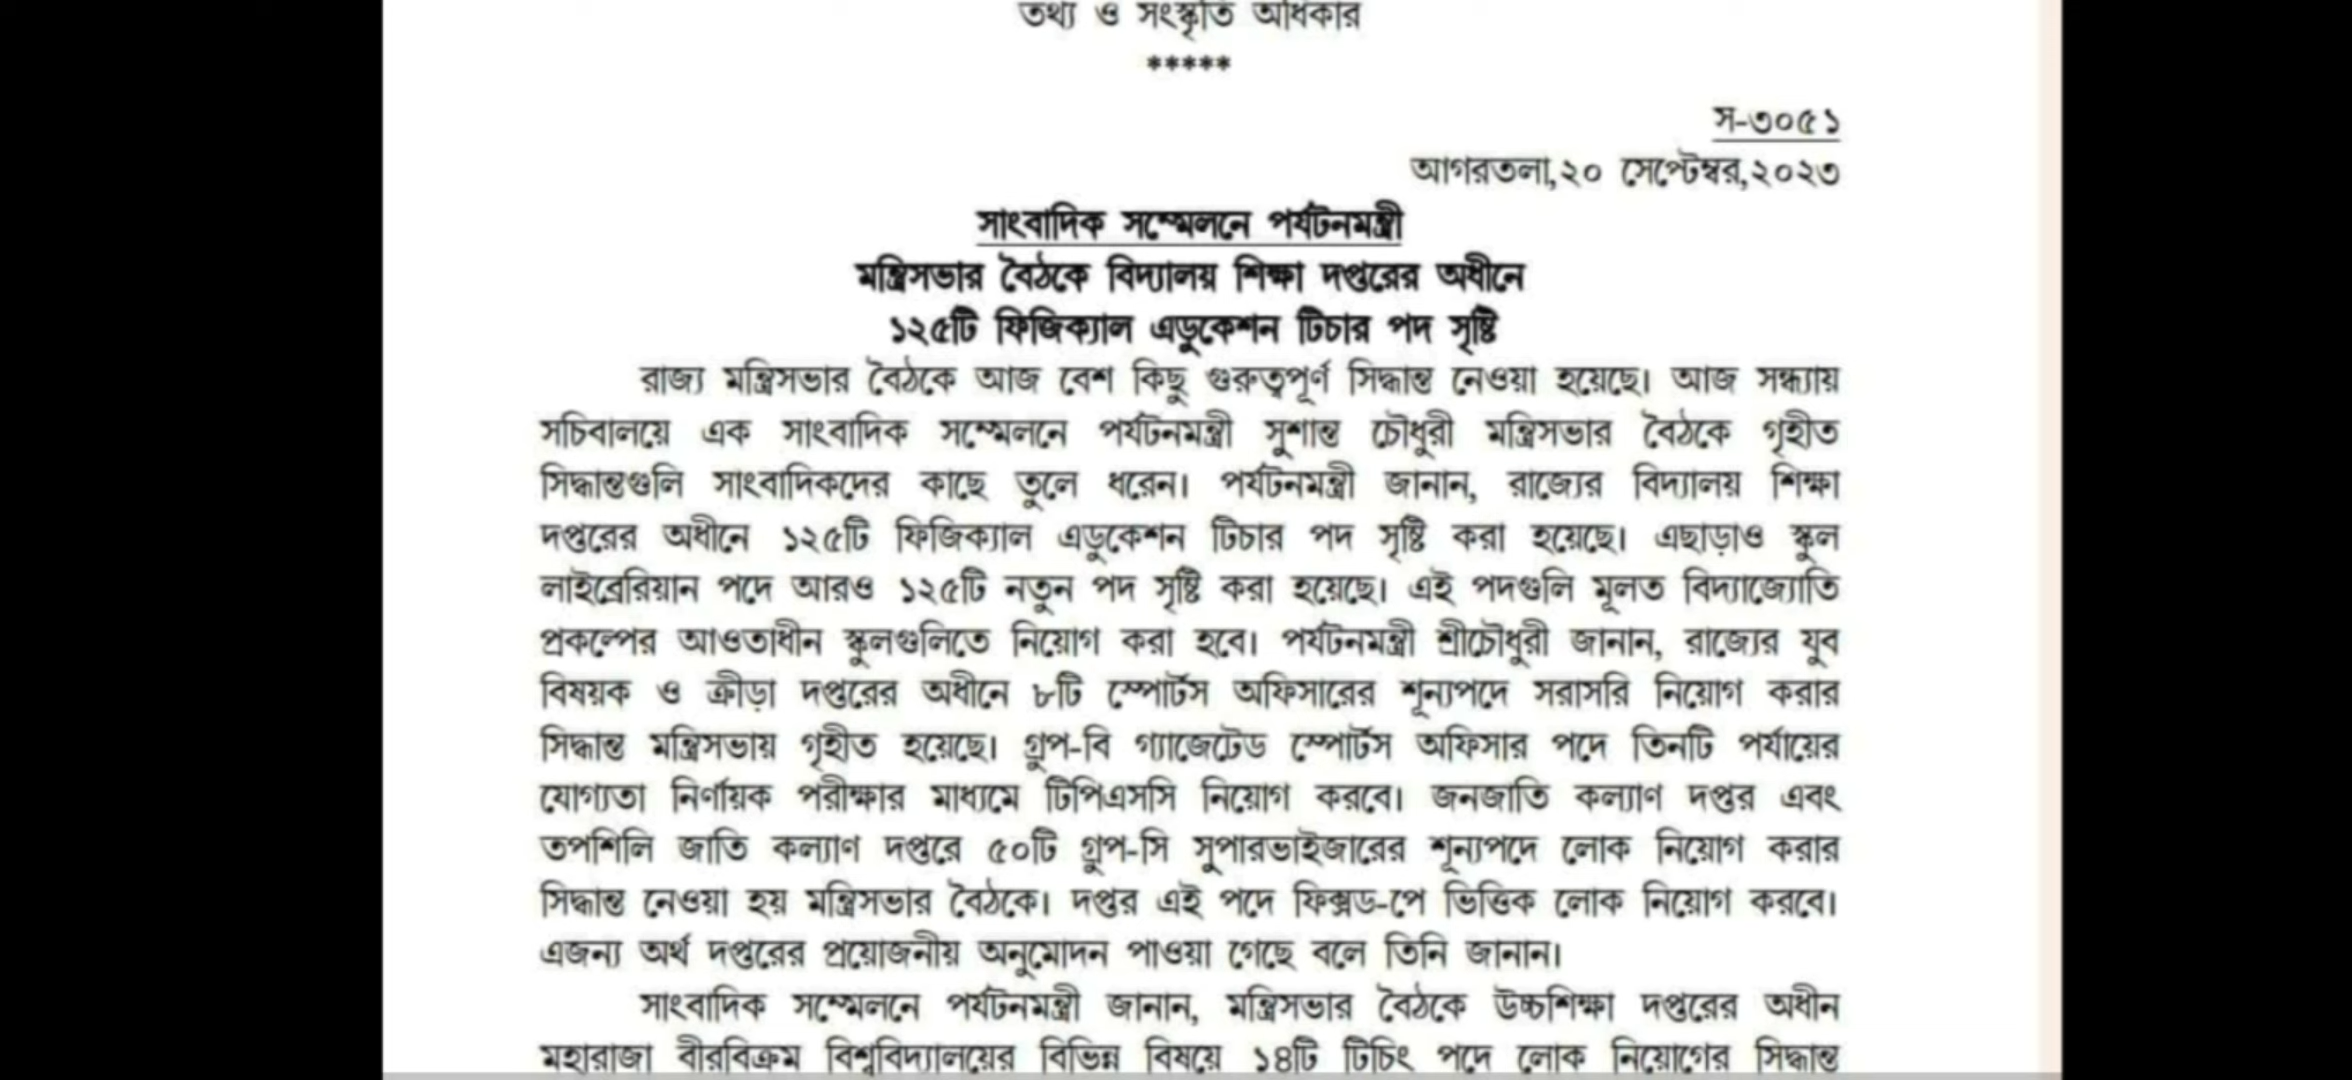 তথ্য ও সংস্কৃতি অধিকার
*****
স-৩০৫১
আগরতলা,২০ সেপ্টেম্বর,২০২৩
সাংবাদিক সম্মেলনে পর্যটনমন্ত্রী
মন্ত্রিসভার বৈঠকে বিদ্যালয় শিক্ষা দপ্তরের অধীনে
১২৫টি ফিজিক্যাল এডুকেশন টিচার পদ সৃষ্টি
রাজ্য মন্ত্রিসভার বৈঠকে আজ বেশ কিছু গুরুত্বপূর্ণ সিদ্ধান্ত নেওয়া হয়েছে। আজ সন্ধ্যায়
সচিবালয়ে এক সাংবাদিক সম্মেলনে পর্যটনমন্ত্রী সুশান্ত চৌধুরী মন্ত্রিসভার বৈঠকে গৃহীত
সিদ্ধান্তগুলি সাংবাদিকদের কাছে তুলে ধরেন। পর্যটনমন্ত্রী জানান, রাজ্যের বিদ্যালয় শিক্ষা
দপ্তরের অধীনে ১২৫টি ফিজিক্যাল এডুকেশন টিচার পদ সৃষ্টি করা হয়েছে। এছাড়াও স্কুল
লাইব্রেরিয়ান পদে আরও ১২৫টি নতুন পদ সৃষ্টি করা হয়েছে। এই পদগুলি মূলত বিদ্যাজ্যোতি
প্রকল্পের আওতাধীন স্কুলগুলিতে নিয়োগ করা হবে। পর্যটনমন্ত্রী শ্রীচৌধুরী জানান, রাজ্যের যুব
বিষয়ক ও ক্রীড়া দপ্তরের অধীনে ৮টি স্পোর্টস অফিসারের শূন্যপদে সরাসরি নিয়োগ করার
সিদ্ধান্ত মন্ত্রিসভায় গৃহীত হয়েছে। গ্রুপ-বি গ্যাজেটেড স্পোর্টস অফিসার পদে তিনটি পর্যায়ের
যোগ্যতা নির্ণায়ক পরীক্ষার মাধ্যমে টিপিএসসি নিয়োগ করবে। জনজাতি কল্যাণ দপ্তর এবং
তপশিলি জাতি কল্যাণ দপ্তরে ৫০টি গ্রুপ-সি সুপারভাইজারের শূন্যপদে লোক নিয়োগ করার
সিদ্ধান্ত নেওয়া হয় মন্ত্রিসভার বৈঠকে। দপ্তর এই পদে ফিক্সড-পে ভিত্তিক লোক নিয়োগ করবে।
এজন্য অর্থ দপ্তরের প্রয়োজনীয় অনুমোদন পাওয়া গেছে বলে তিনি জানান।
সাংবাদিক সম্মেলনে পর্যটনমন্ত্রী জানান, মন্ত্রিসভার বৈঠকে উচ্চশিক্ষা দপ্তরের অধীন
মহারাজা বীরবিক্রম বিশ্ববিদ্যালয়ের বিভিন্ন বিষয়ে ১৪টি টিচিং পদে লোক নিয়োগের সিদ্ধান্ত